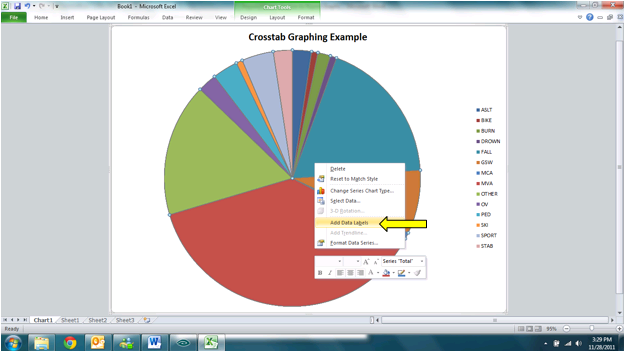 Book1 - Microsoft Excel
Chart Tools
File Home Insert Page Layout Formulas Data Review View Design Layout Format
Crosstab Graphing Example
ASLT
BIKE
BURN
DROWN
FALL
GSW
MCA
MVA
OTHER
OV
PED
SKI
SPORT
STAB
Delete
Reset to Match Style
Change Series Chart Type...
Select Data...
3-D Rotation...
Add Data Labels
Add Trendline...
Format Data Series...
Series "Total"
B I A
Chart1 Sheet1 Sheet2 Sheet3
Ready
95%
3:29 PM
11/28/2011